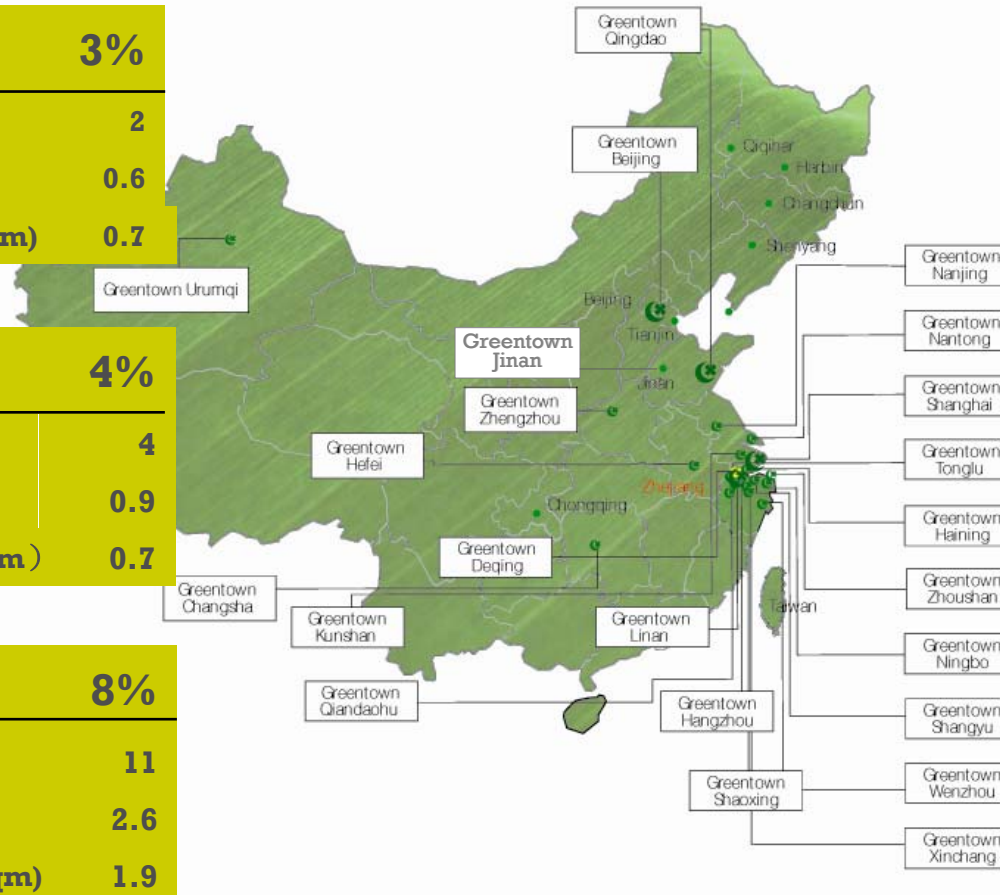 3%
2
0.6
m) 0.7
4%
4
0.9
m） 0.7
8%
11
2.6
qm) 1.9
Greentown
Qingdao
Greentown
Beijing
Qiqihar
Harbin
Changchun
Shenyang
Greentown Urumqi
Beijing
Tianjin
Greentown
Jinan
Jinan
Greentown
Zhengzhou
Greentown
Hefei
Zhejiang
Chongqing
Greentown
Deqing
Greentown
Changsha
Greentown
Kunshan
Greentown
Linan
Taiwan
Greentown
Qiandaohu
Greentown
Hangzhou
Greentown
Shaoxing
Greentown
Nanjing
Greentown
Nantong
Greentown
Shanghai
Greentown
Tonglu
Greentown
Haining
Greentown
Zhoushan
Greentown
Ningbo
Greentown
Shangyu
Greentown
Wenzhou
Greentown
Xinchang